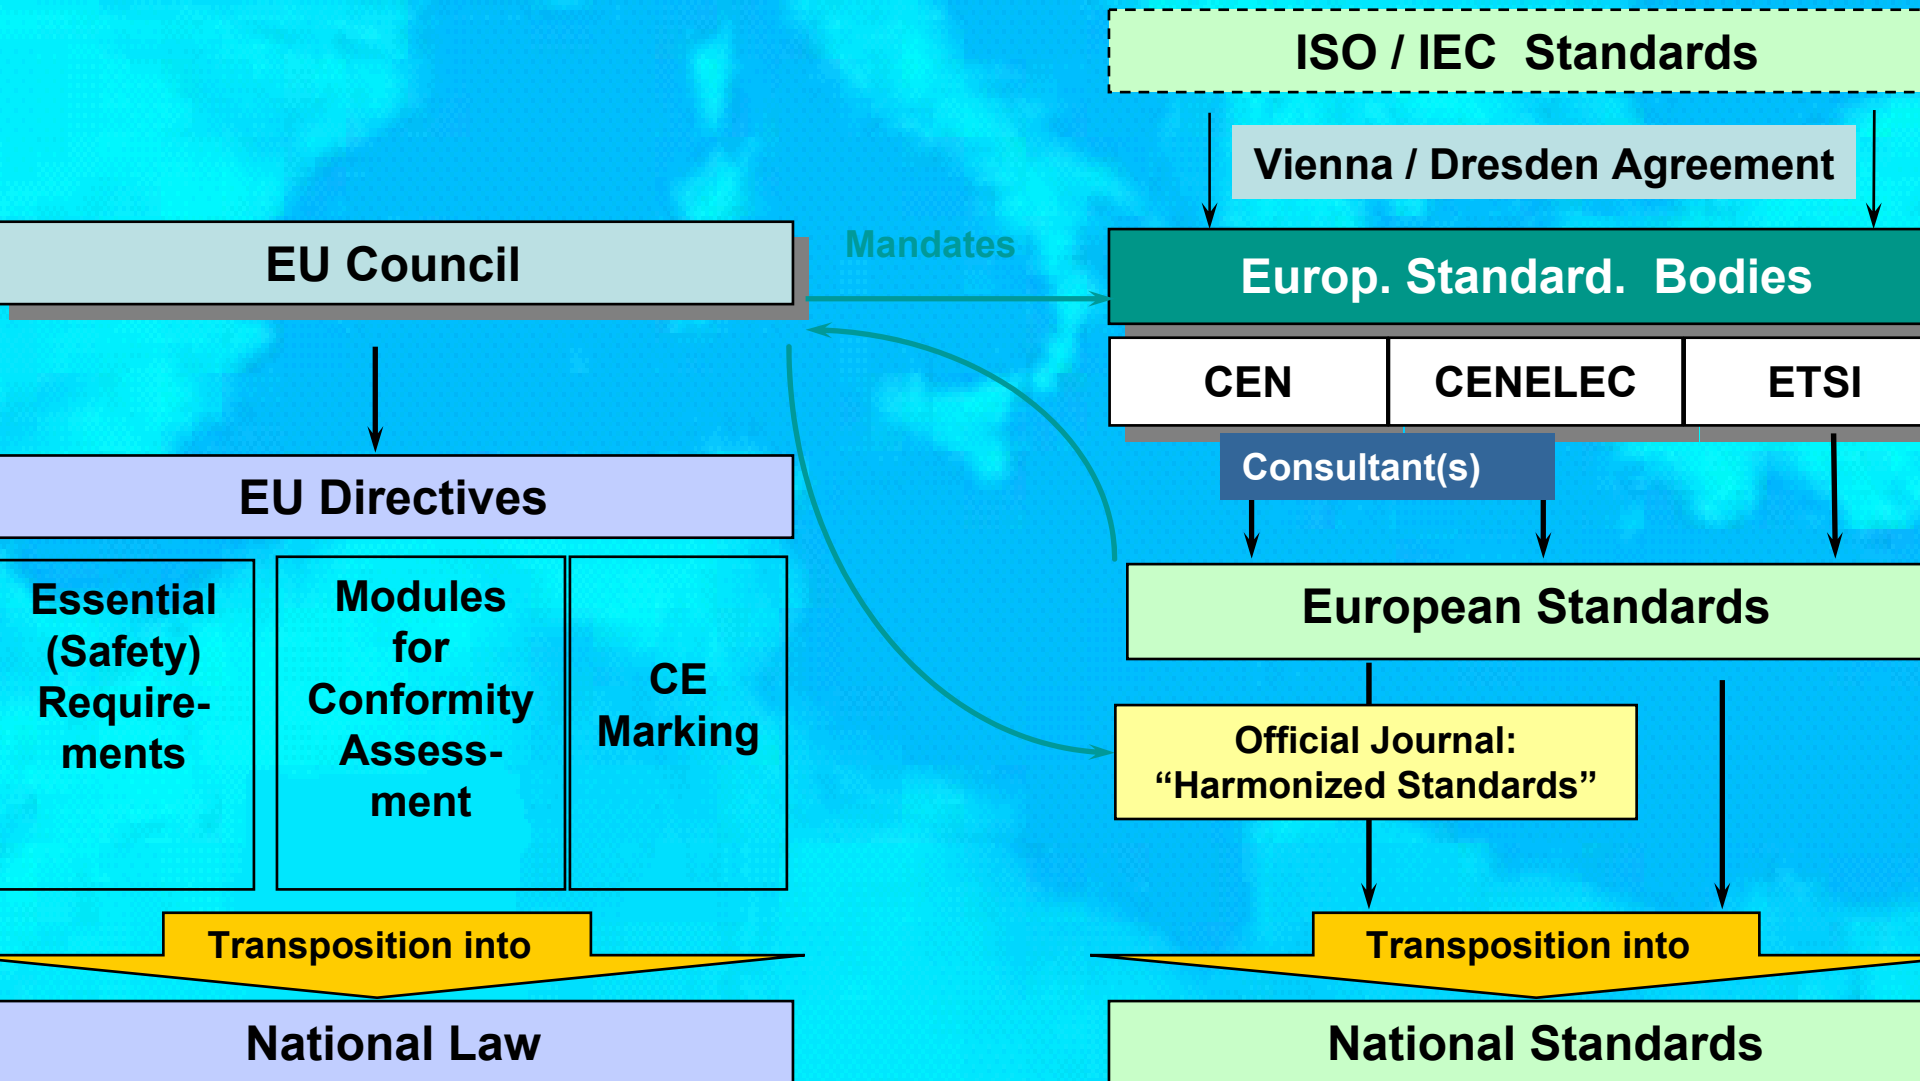 ISO / IEC Standards
Vienna / Dresden Agreement
EU Council
Mandates
Europ. Standard. Bodies
CEN
CENELEC
ETSI
Consultant(s)
EU Directives
Essential
(Safety)
Require-
ments
Modules
for
Conformity
Assess-
ment
CE
Marking
European Standards
Official Journal:
“Harmonized Standards”
Transposition into
Transposition into
National Law
National Standards